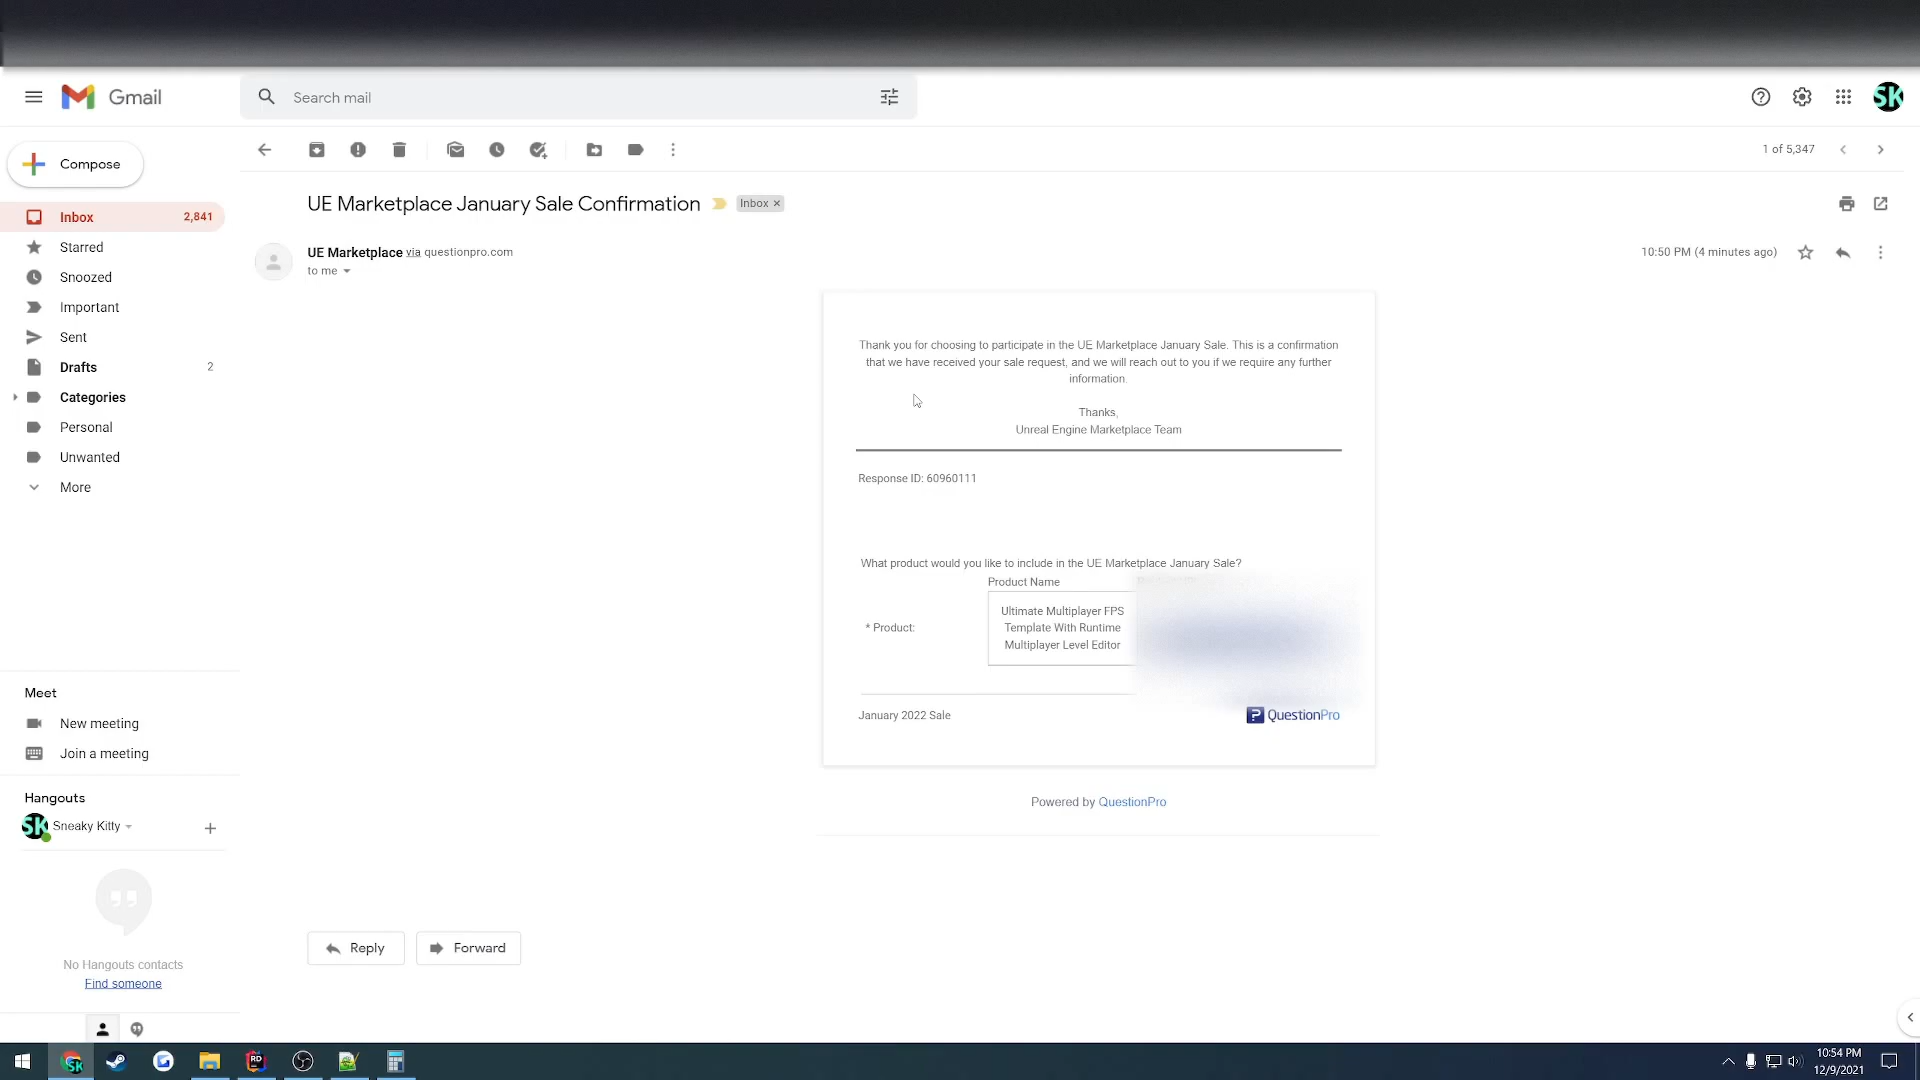 Gmail
Search mail
SK
Compose
1 of 5,347
Inbox 2,841
Starred
Snoozed
Important
Sent
Drafts 2
Categories
Personal
Unwanted
More
UE Marketplace January Sale Confirmation Inbox ×
UE Marketplace via questionpro.com
10:50 PM (4 minutes ago)
to me
Thank you for choosing to participate in the UE Marketplace January Sale. This is a confirmation
that we have received your sale request, and we will reach out to you if we require any further
information.
Thanks,
Unreal Engine Marketplace Team
Response ID: 60960111
What product would you like to include in the UE Marketplace January Sale?
Product Name
* Product:
Ultimate Multiplayer FPS
Template With Runtime
Multiplayer Level Editor
January 2022 Sale
QuestionPro
Powered by QuestionPro
Meet
New meeting
Join a meeting
Hangouts
SK Sneaky Kitty
No Hangouts contacts
Find someone
Reply
Forward
SK
RD
10:54 PM
12/9/2021